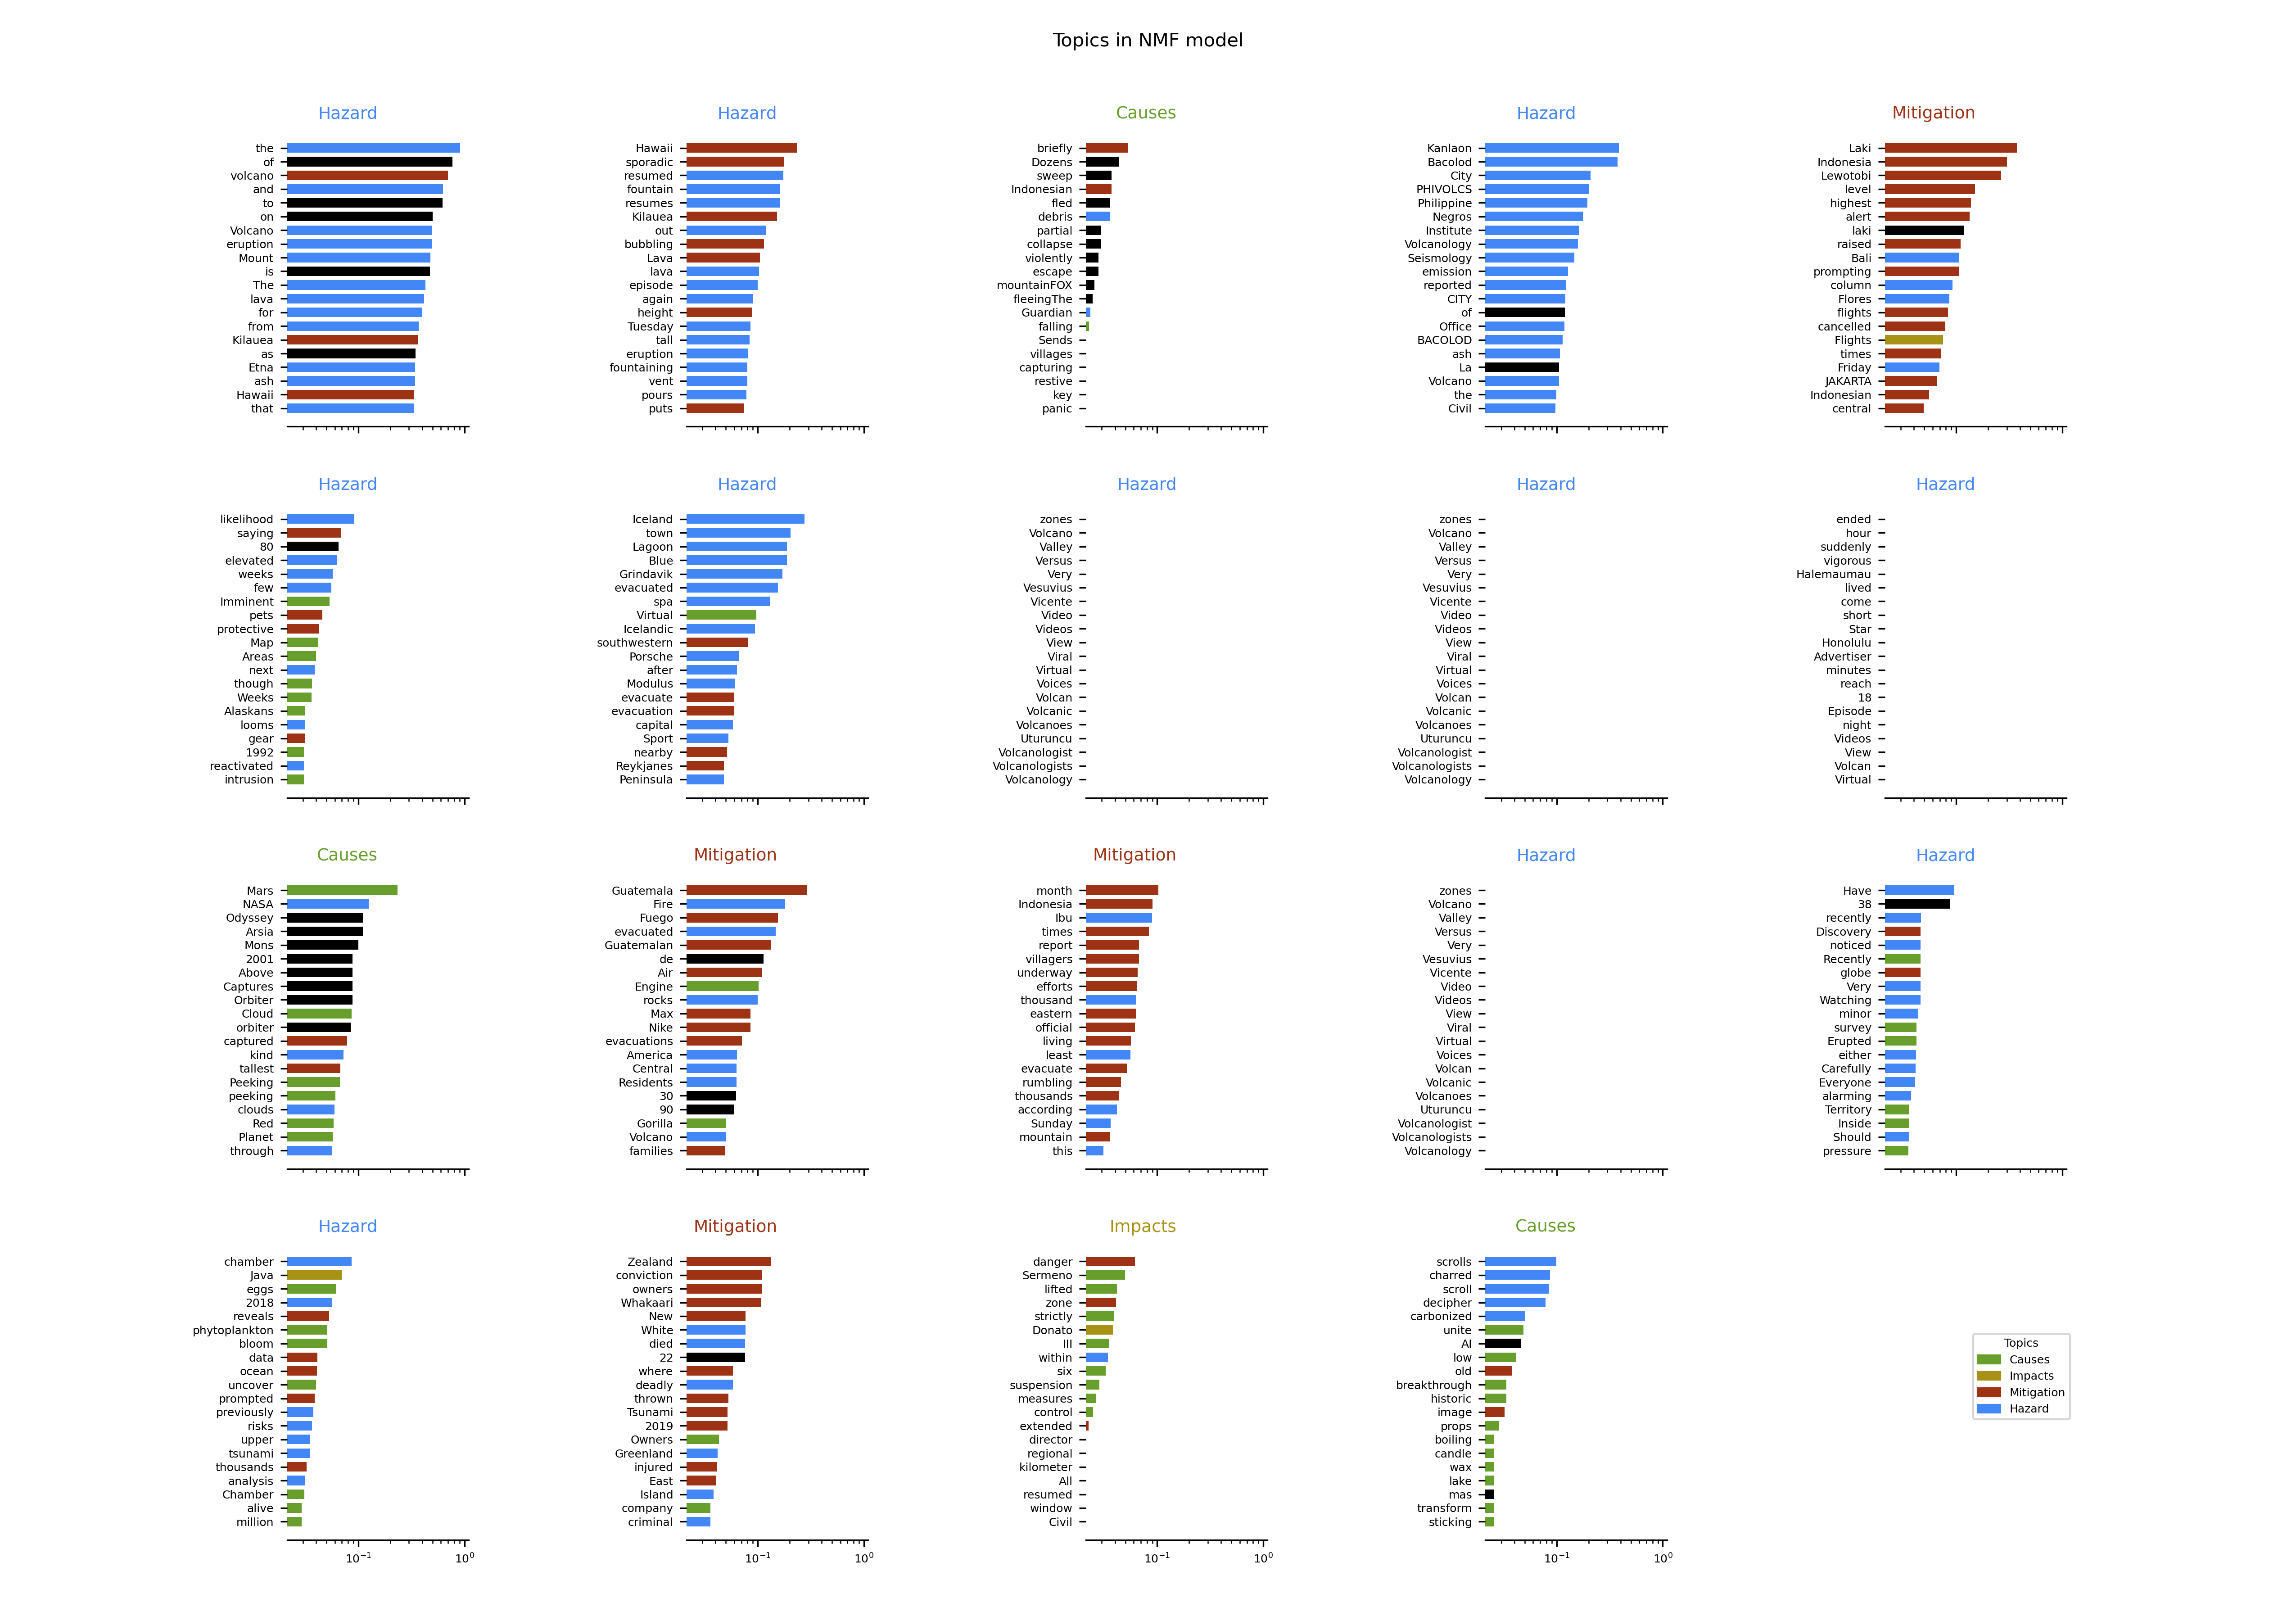 Topics in NMF model
Hazard
the
of
volcano
and
to
on
Volcano
eruption
Mount
is
The
lava
for
from
Kilauea
as
Etna
ash
Hawaii
that
Hazard
Hawaii
sporadic
resumed
fountain
resumes
Kilauea
out
bubbling
Lava
lava
episode
again
height
Tuesday
tall
eruption
fountaining
vent
pours
puts
Causes
briefly
Dozens
sweep
Indonesian
fled
debris
partial
collapse
violently
escape
mountainFOX
fleeingThe
Guardian
falling
Sends
villages
capturing
restive
key
panic
Hazard
Kanlaon
Bacolod
City
PHIVOLCS
Philippine
Negros
Institute
Volcanology
Seismology
emission
reported
CITY
of
Office
BACOLOD
ash
La
Volcano
the
Civil
Mitigation
Laki
Indonesia
Lewotobi
level
highest
alert
laki
raised
Bali
prompting
column
Flores
flights
cancelled
Flights
times
Friday
JAKARTA
Indonesian
central
Hazard
likelihood
saying
80
elevated
weeks
few
Imminent
pets
protective
Map
Areas
next
though
Weeks
Alaskans
looms
gear
1992
reactivated
intrusion
Hazard
Iceland
town
Lagoon
Blue
Grindavik
evacuated
spa
Virtual
Icelandic
southwestern
Porsche
after
Modulus
evacuate
evacuation
capital
Sport
nearby
Reykjanes
Peninsula
Hazard
zones
Volcano
Valley
Versus
Very
Vesuvius
Vicente
Video
Videos
View
Viral
Virtual
Voices
Volcan
Volcanic
Volcanoes
Uturuncu
Volcanologist
Volcanologists
Volcanology
Hazard
zones
Volcano
Valley
Versus
Very
Vesuvius
Vicente
Video
Videos
View
Viral
Virtual
Voices
Volcan
Volcanic
Volcanoes
Uturuncu
Volcanologist
Volcanologists
Volcanology
Hazard
ended
hour
suddenly
vigorous
Halemaumau
lived
come
short
Star
Honolulu
Advertiser
minutes
reach
18
Episode
night
Videos
View
Volcan
Virtual
Causes
Mars
NASA
Odyssey
Arsia
Mons
2001
Above
Captures
Orbiter
Cloud
orbiter
captured
kind
tallest
Peeking
peeking
clouds
Red
Planet
through
Mitigation
Guatemala
Fire
Fuego
evacuated
Guatemalan
de
Air
Engine
rocks
Max
Nike
evacuations
America
Central
Residents
30
90
Gorilla
Volcano
families
Mitigation
month
Indonesia
Ibu
times
report
villagers
underway
efforts
thousand
eastern
official
living
least
evacuate
rumbling
thousands
according
Sunday
mountain
this
Hazard
zones
Volcano
Valley
Versus
Very
Vesuvius
Vicente
Video
Videos
View
Viral
Virtual
Voices
Volcan
Volcanic
Volcanoes
Uturuncu
Volcanologist
Volcanologists
Volcanology
Hazard
Have
38
recently
Discovery
noticed
Recently
globe
Very
Watching
minor
survey
Erupted
either
Carefully
Everyone
alarming
Territory
Inside
Should
pressure
Hazard
chamber
Java
eggs
2018
reveals
phytoplankton
bloom
data
ocean
uncover
prompted
previously
risks
upper
tsunami
thousands
analysis
Chamber
alive
million
10⁻¹ 10⁰
Mitigation
Zealand
conviction
owners
Whakaari
New
White
died
22
where
deadly
thrown
Tsunami
2019
Owners
Greenland
injured
East
Island
company
criminal
10⁻¹ 10⁰
Impacts
danger
Sermeno
lifted
zone
strictly
Donato
III
within
six
suspension
measures
control
extended
director
regional
kilometer
All
resumed
window
Civil
10⁻¹ 10⁰
Causes
scrolls
charred
scroll
decipher
carbonized
unite
AI
low
old
breakthrough
historic
image
props
boiling
candle
wax
lake
mas
transform
sticking
10⁻¹ 10⁰
Topics
Causes
Impacts
Mitigation
Hazard